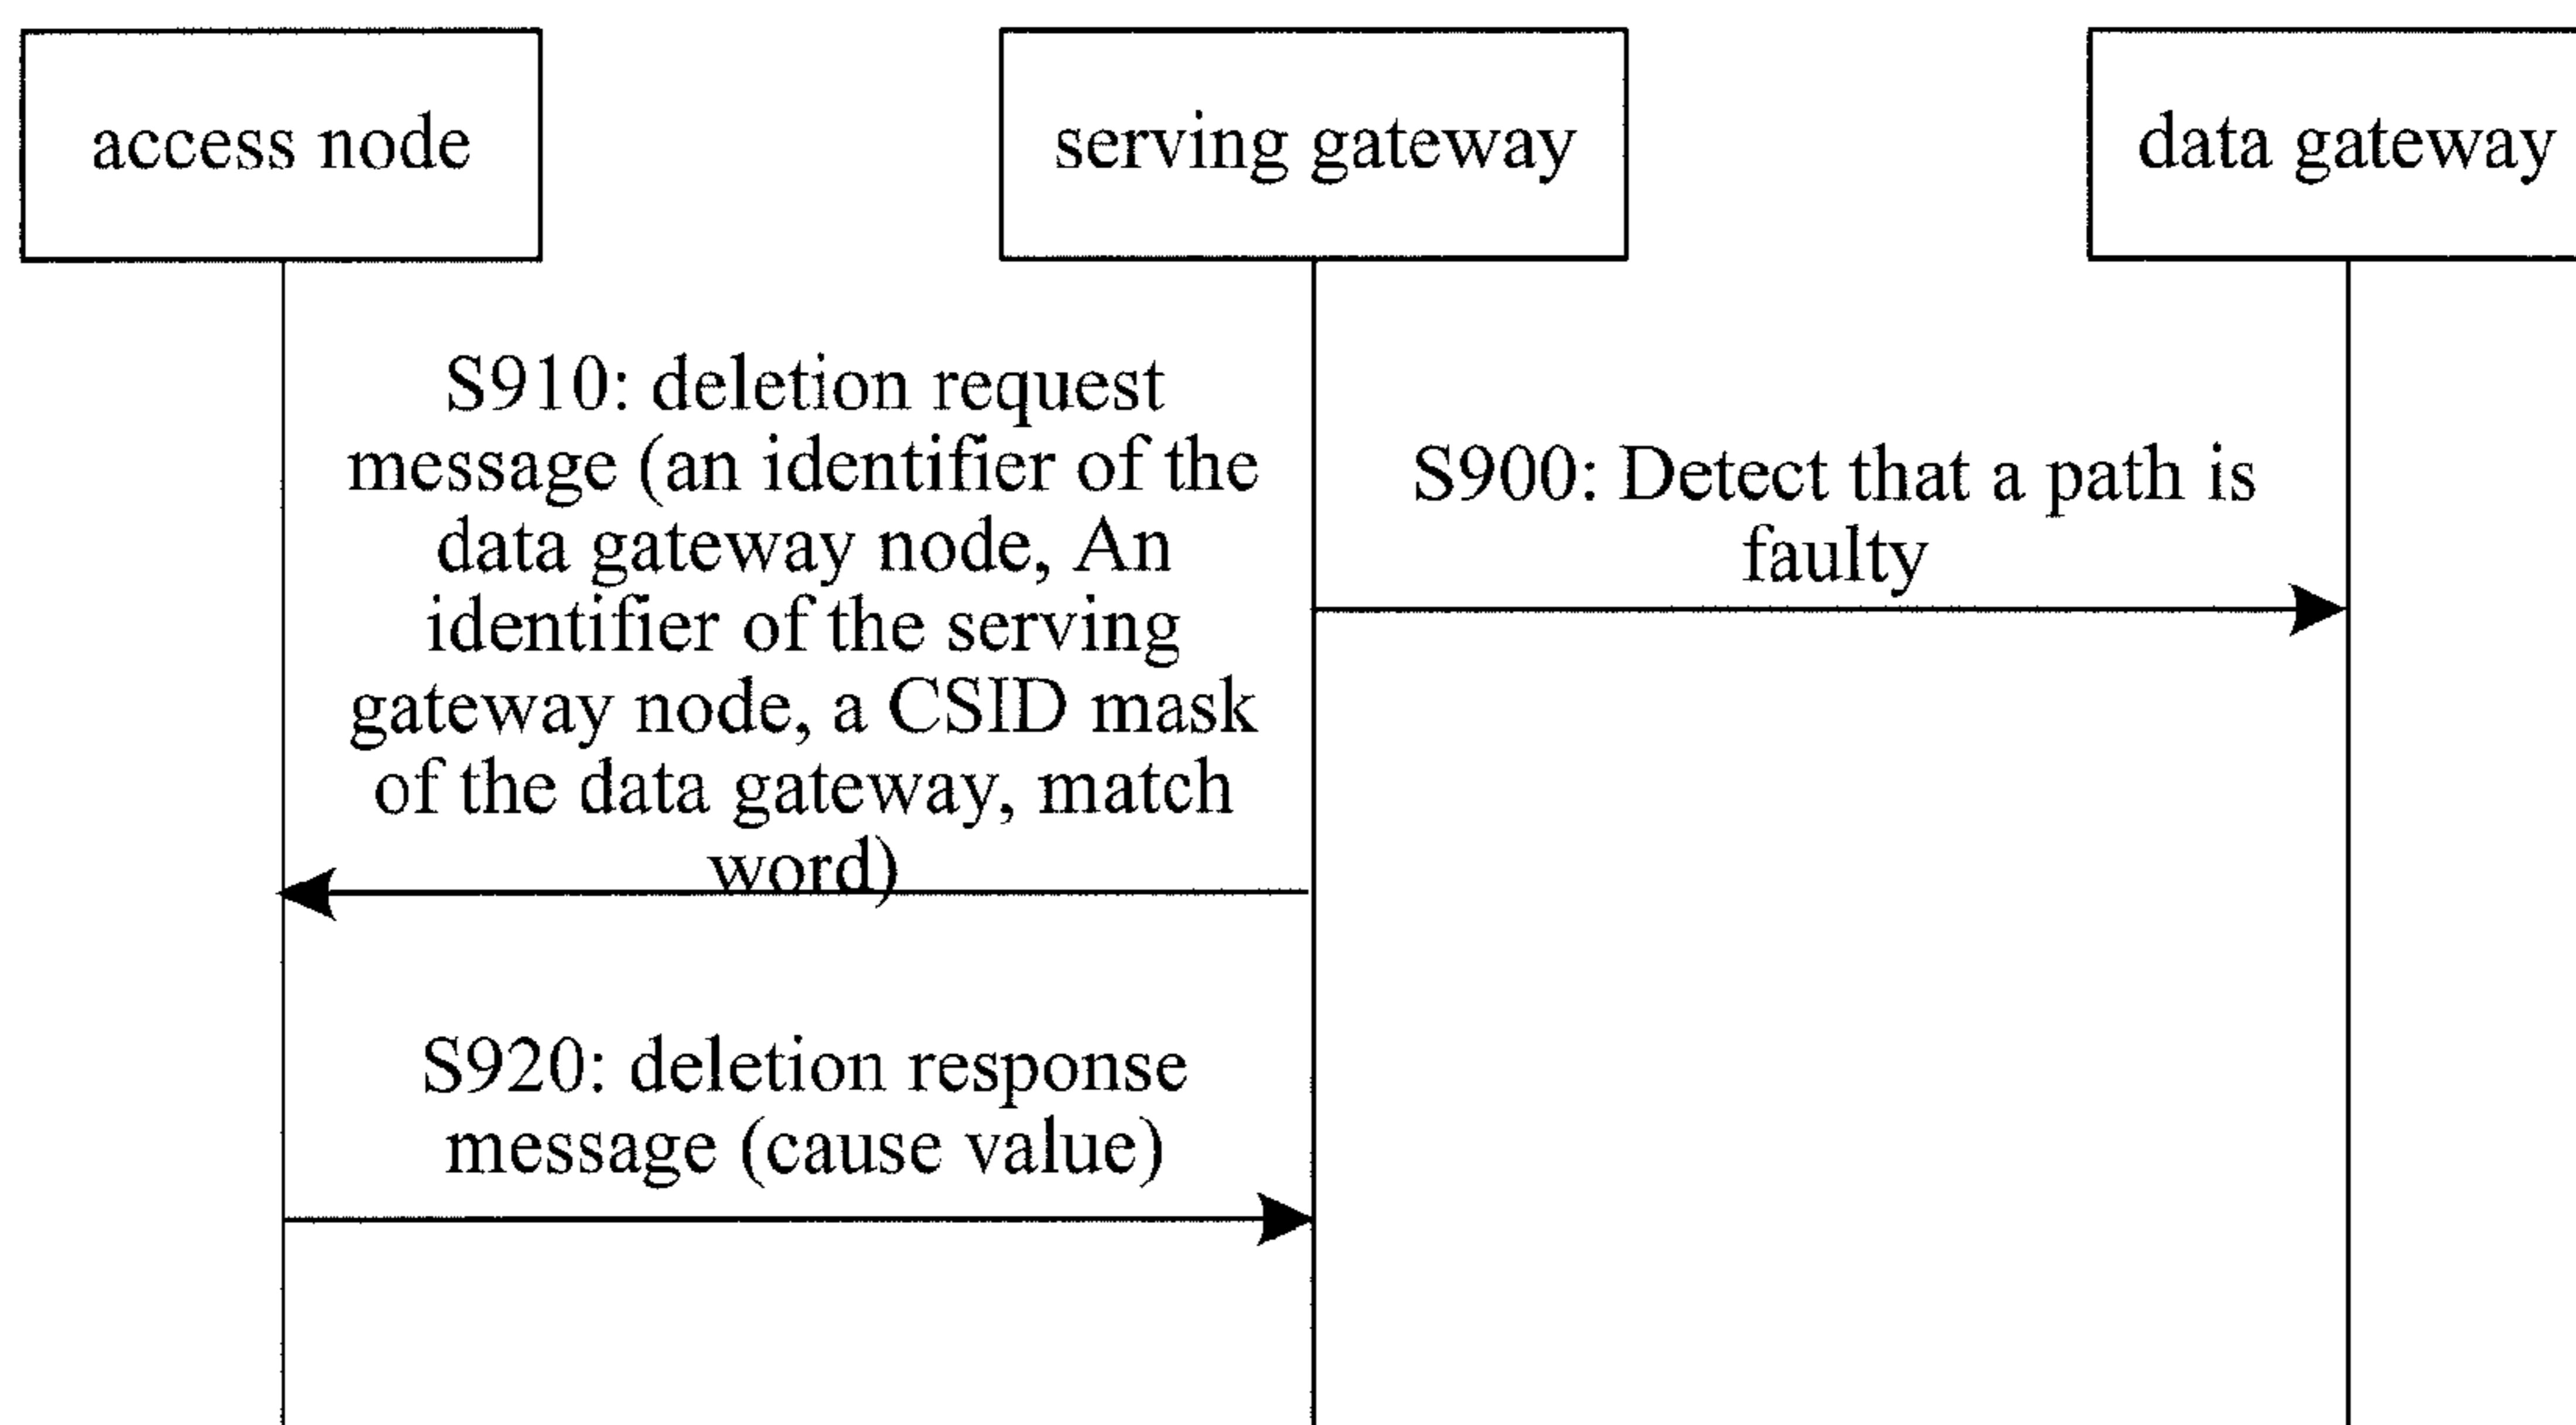 access node
serving gateway
data gateway
S910: deletion request
message (an identifier of the
data gateway node, An
identifier of the serving
gateway node, a CSID mask
of the data gateway, match
word)
S900: Detect that a path is
faulty
S920: deletion response
message (cause value)